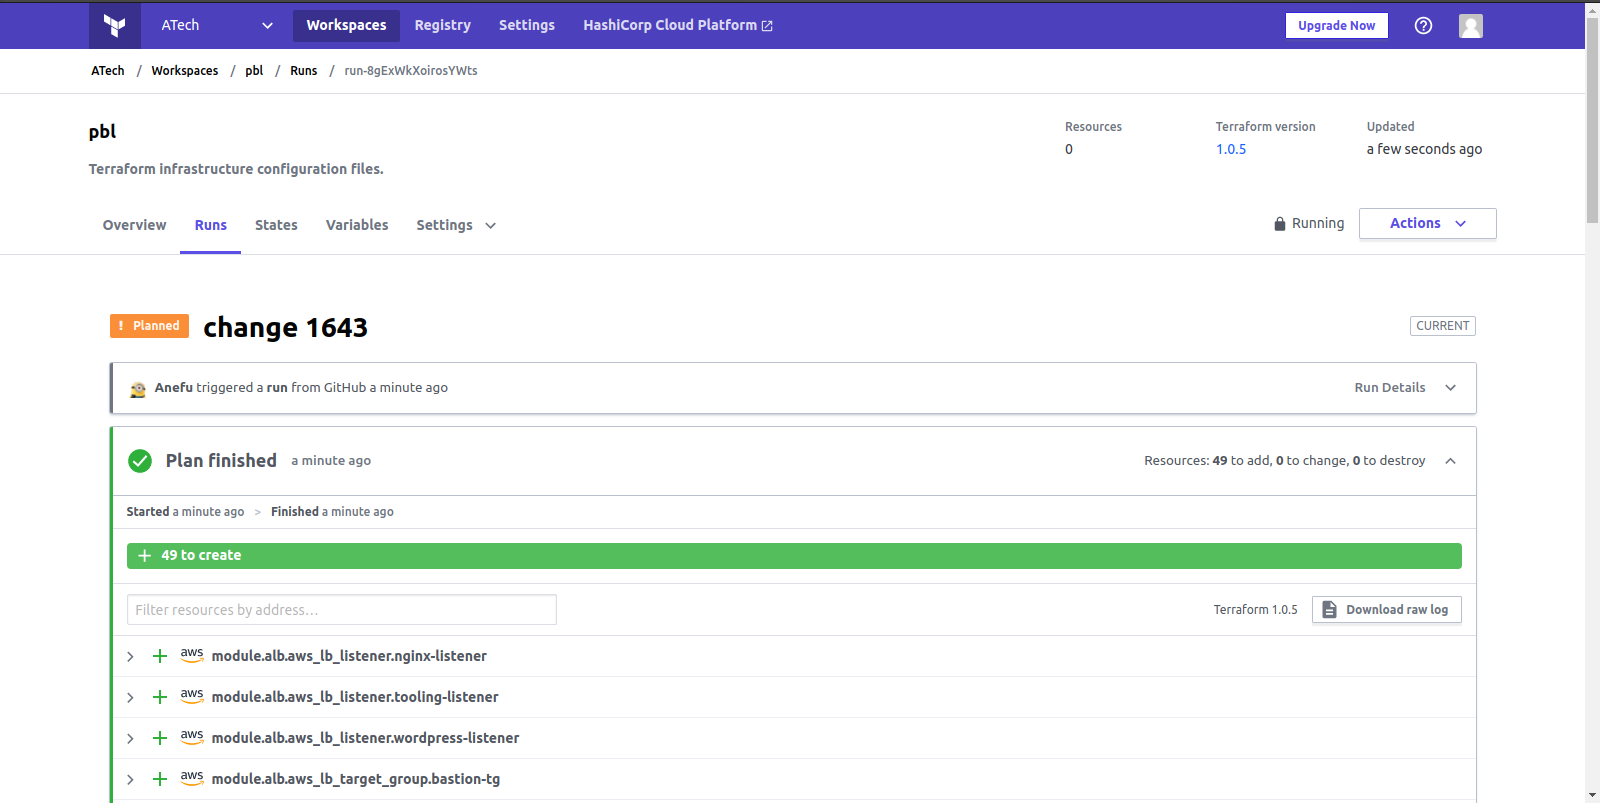 ATech Workspaces Registry Settings HashiCorp Cloud Platform Upgrade Now
ATech / Workspaces / pbl / Runs / run-8gExWkXoirosYWts
pbl
Resources Terraform version Updated
0 1.0.5 a few seconds ago
Terraform infrastructure configuration files.
Overview Runs States Variables Settings Running Actions
! Planned change 1643 CURRENT
Anefu triggered a run from GitHub a minute ago Run Details
Plan finished a minute ago Resources: 49 to add, 0 to change, 0 to destroy
Started a minute ago > Finished a minute ago
+ 49 to create
Filter resources by address... Terraform 1.0.5 Download raw log
> + aws module.alb.aws_lb_listener.nginx-listener
> + aws module.alb.aws_lb_listener.tooling-listener
> + aws module.alb.aws_lb_listener.wordpress-listener
> + aws module.alb.aws_lb_target_group.bastion-tg